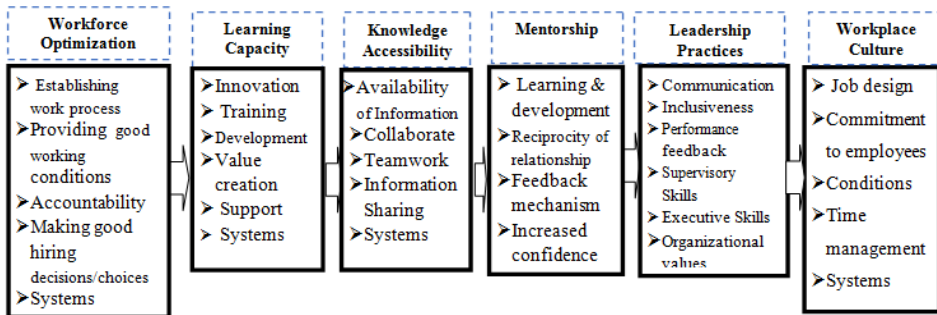 Workforce
Optimization
➤ Establishing
work process
➤Providing good
working
conditions
➤Accountability
➤Making good
hiring
decisions/choices
➤Systems
Learning
Capacity
➤Innovation
➤Training
➤Development
➤Value
creation
➤Support
➤Systems
Knowledge
Accessibility
➤Availability
of Information
➤Collaborate
➤Teamwork
➤Information
Sharing
➤Systems
Mentorship
➤ Learning &
development
➤Reciprocity of
relationship
➤Feedback
mechanism
➤Increased
confidence
Leadership
Practices
➤Communication
➤Inclusiveness
➤Performance
feedback
➤Supervisory
Skills
➤Executive Skills
➤Organizational
values
Workplace
Culture
➤Job design
➤Commitment
to employees
➤Conditions
➤Time
management
➤Systems